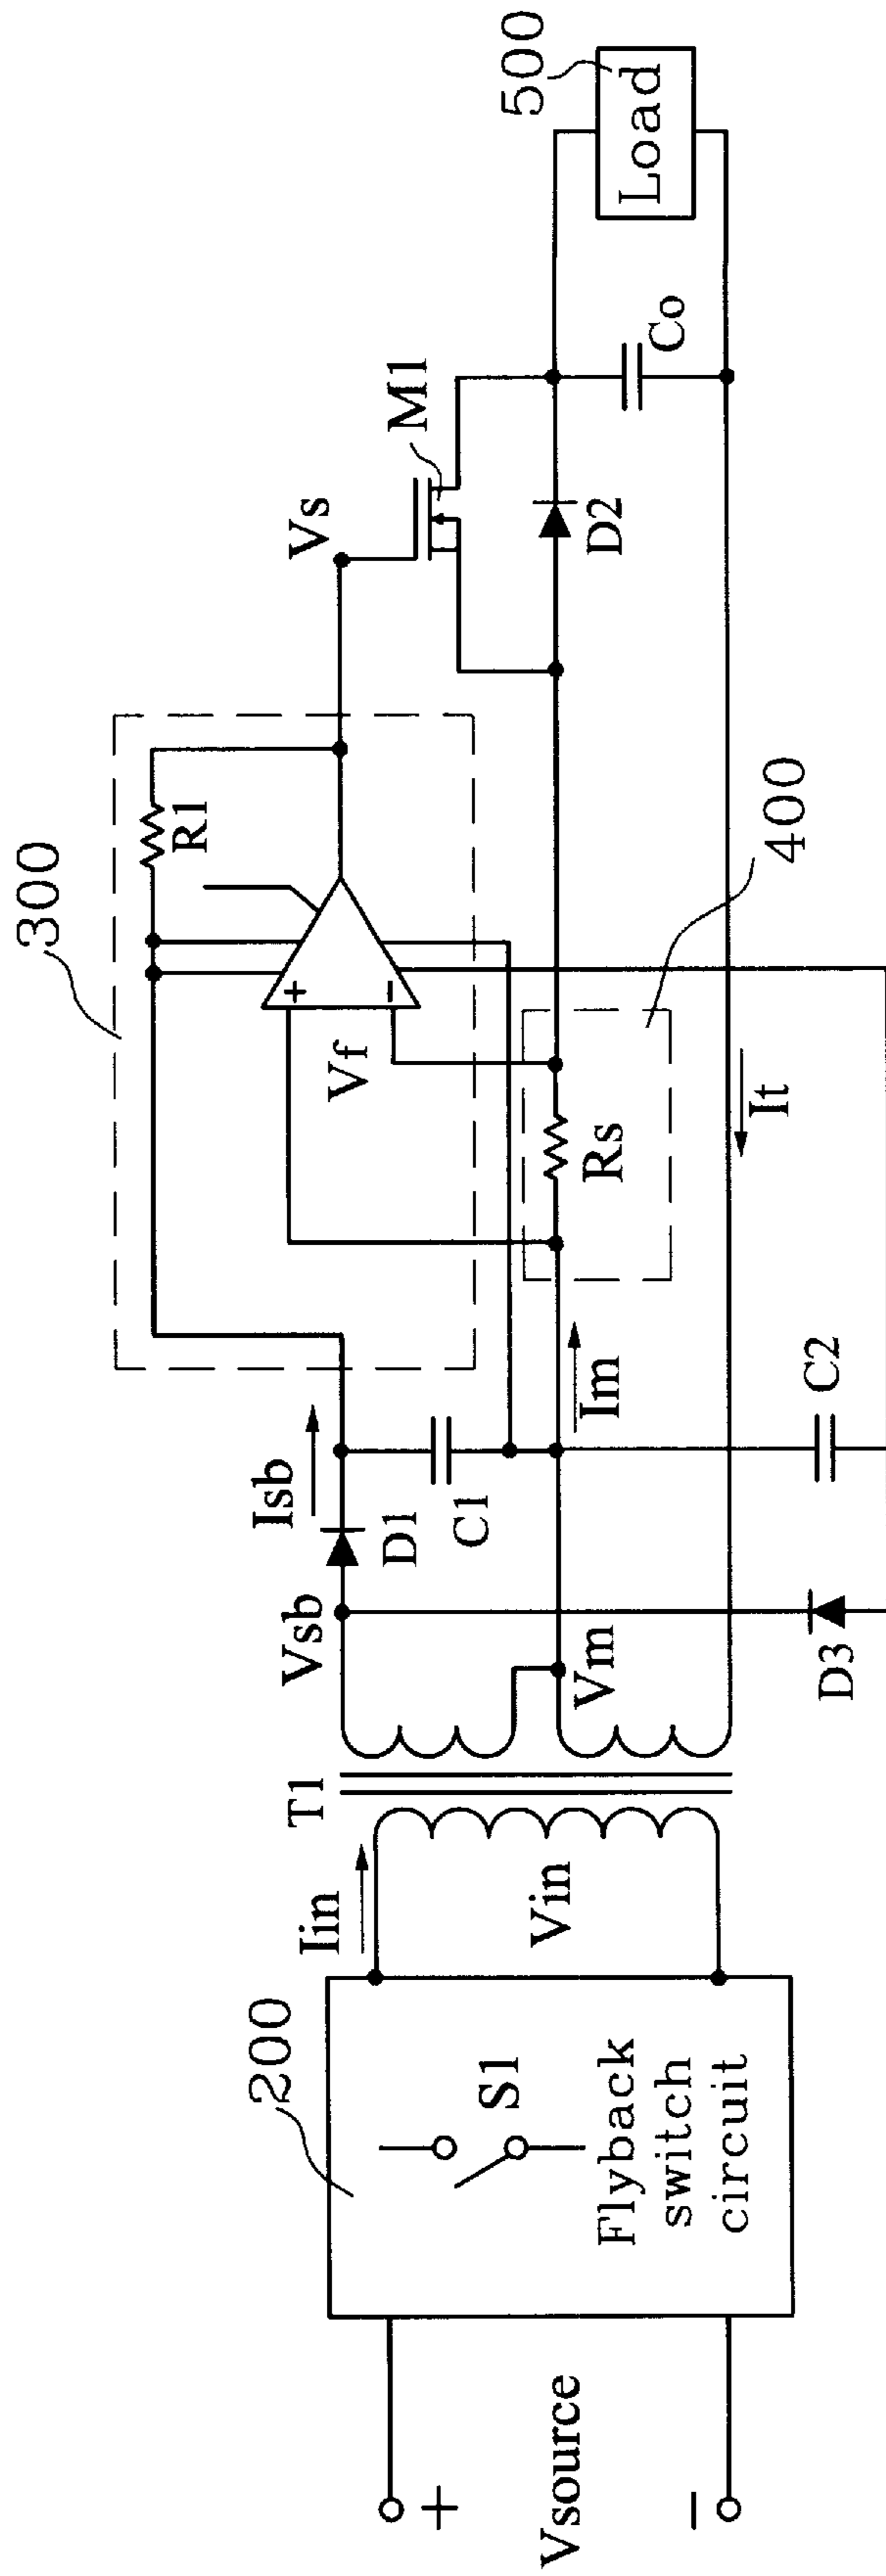 300
R1
Vs
M1
500
Load
Vf
+
−
Isb
D1
C1
Vsb
Rs
400
D2
Co
Im
It
Vm
C2
D3
T1
Iin
Vin
200
S1
Flyback
switch
circuit
+
Vsource
−